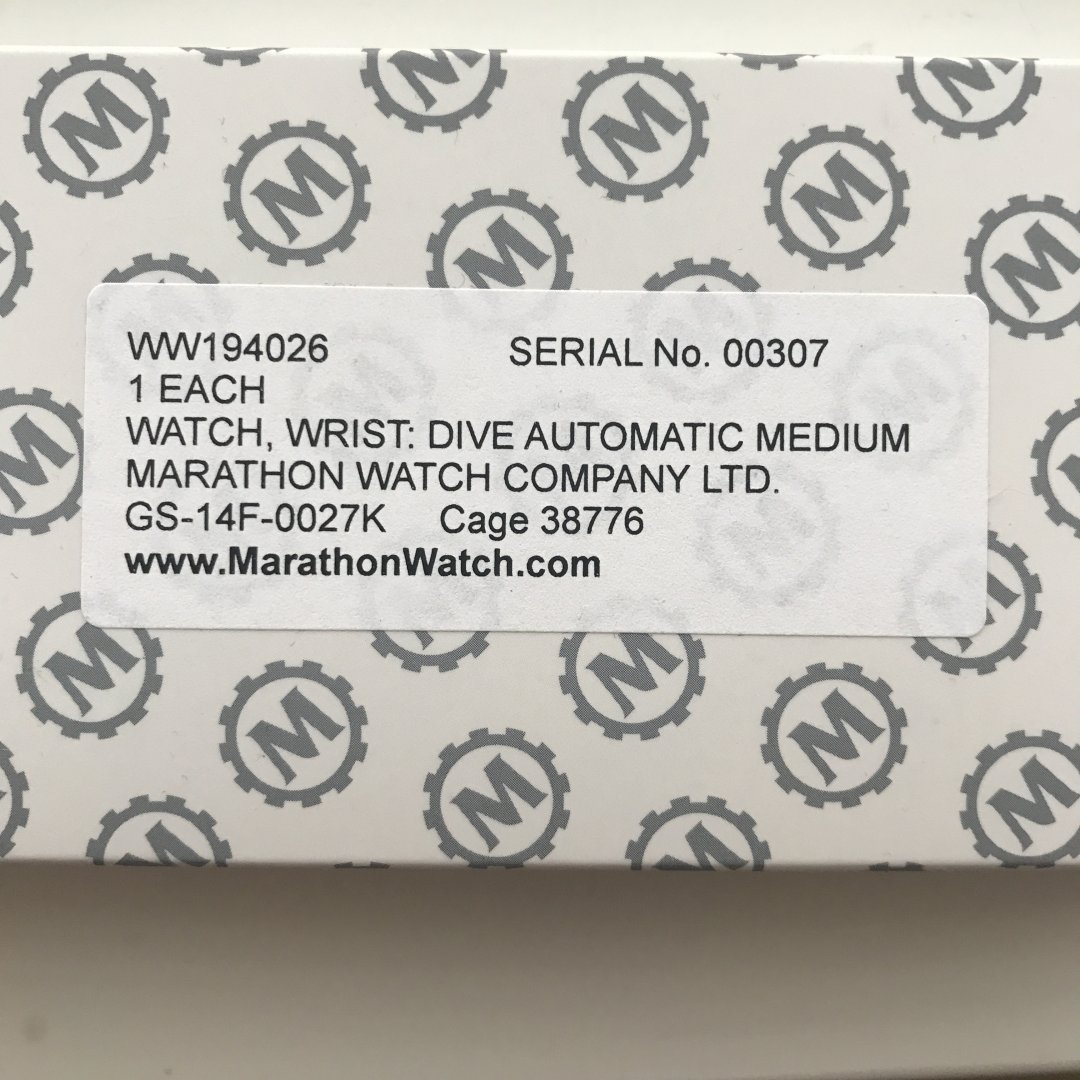 WW194026 SERIAL No. 00307
1 EACH
WATCH, WRIST: DIVE AUTOMATIC MEDIUM
MARATHON WATCH COMPANY LTD.
GS-14F-0027K Cage 38776
www.MarathonWatch.com